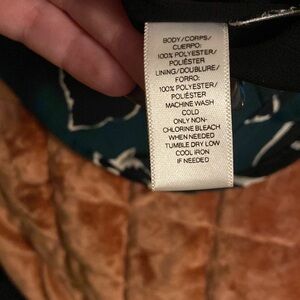 BODY/CORPS/
CUERPO:
100% POLYESTER/
POLIÉSTER
LINING/DOUBLURE/
FORRO:
100% POLYESTER/
POLIÉSTER
MACHINE WASH
COLD
ONLY NON-
CHLORINE BLEACH
WHEN NEEDED
TUMBLE DRY LOW
COOL IRON
IF NEEDED